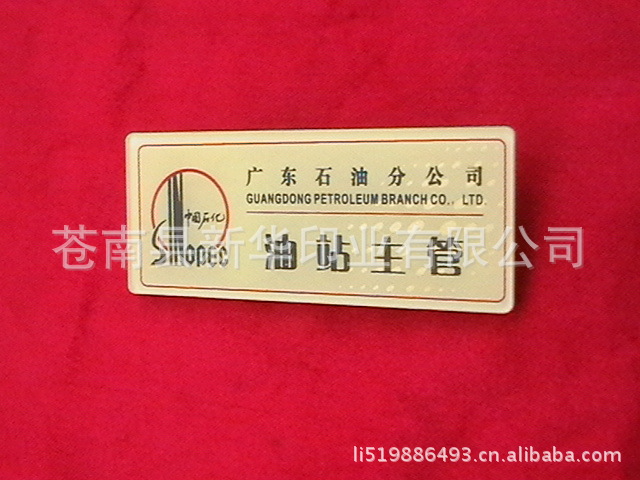 广东石油分公司
GUANGDONG PETROLEUM BRANCH CO., LTD.
中国石化
Sinopec
油站主管
苍南县新华印业有限公司
li519886493.cn.alibaba.com